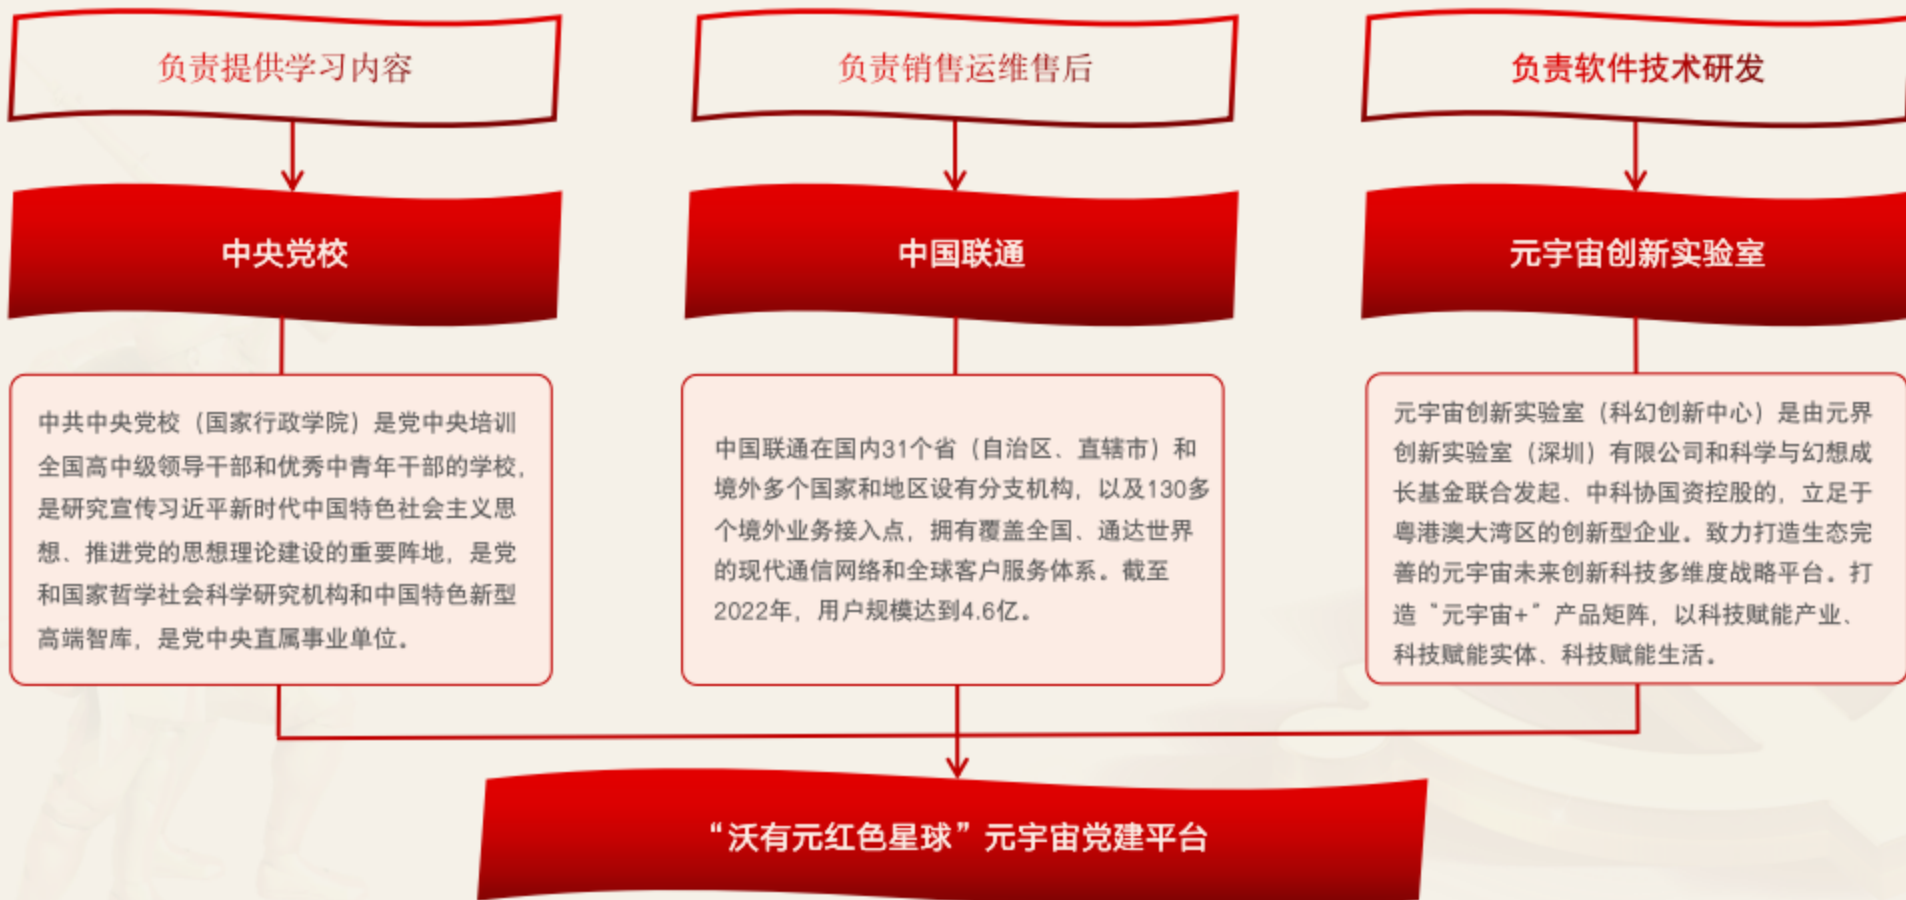 负责提供学习内容
负责销售运维售后
负责软件技术研发
中央党校
中国联通
元宇宙创新实验室
中共中央党校（国家行政学院）是党中央培训
全国高中级领导干部和优秀中青年干部的学校，
是研究宣传习近平新时代中国特色社会主义思
想、推进党的思想理论建设的重要阵地，是党
和国家哲学社会科学研究机构和中国特色新型
高端智库，是党中央直属事业单位。
中国联通在国内31个省（自治区、直辖市）和
境外多个国家和地区设有分支机构，以及130多
个境外业务接入点，拥有覆盖全国、通达世界
的现代通信网络和全球客户服务体系。截至
2022年，用户规模达到4.6亿。
元宇宙创新实验室（科幻创新中心）是由元界
创新实验室（深圳）有限公司和科学与幻想成
长基金联合发起、中科协国资控股的，立足于
粤港澳大湾区的创新型企业。致力打造生态完
善的元宇宙未来创新科技多维度战略平台。打
造“元宇宙+”产品矩阵，以科技赋能产业、
科技赋能实体、科技赋能生活。
“沃有元红色星球”元宇宙党建平台